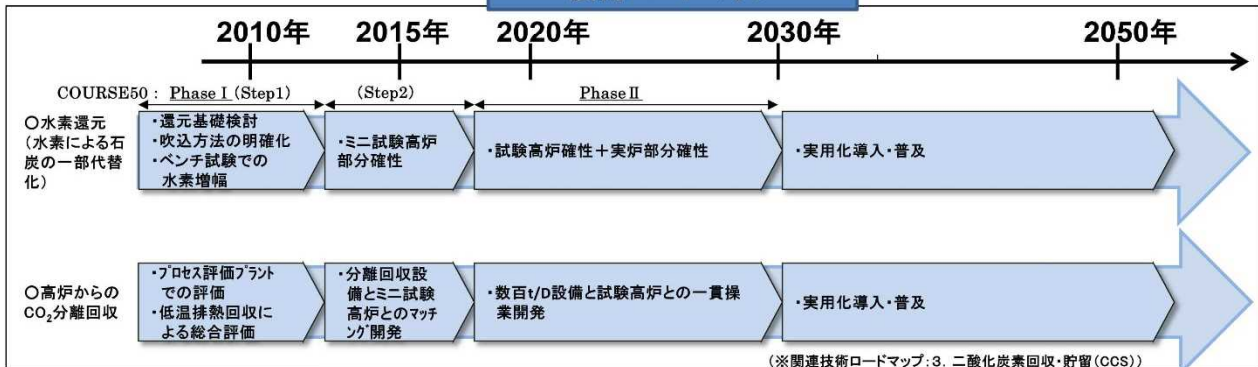 2010年 2015年 2020年 2030年 2050年
COURSE50 : Phase I (Step1) (Step2) Phase II
○水素還元
(水素による石
炭の一部代替
化)
・還元基礎検討
・吹込方法の明確化
・ベンチ試験での
水素増幅
・ミニ試験高炉
部分確性
・試験高炉確性+実炉部分確性
・実用化導入・普及
○高炉からの
CO₂分離回収
・プロセス評価プラント
での評価
・低温排熱回収に
よる総合評価
・分離回収設
備とミニ試験
高炉とのマッ
チング開発
・数百t/D設備と試験高炉との一貫操
業開発
・実用化導入・普及
(※関連技術ロードマップ:3. 二酸化炭素回収・貯留(CCS))